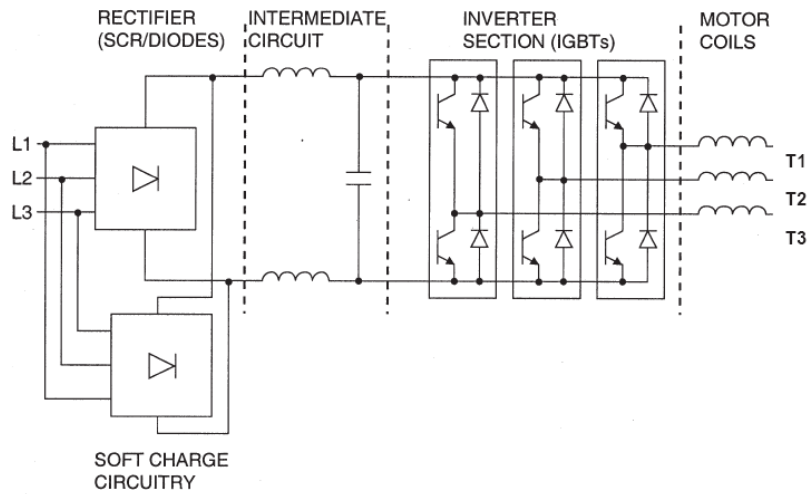 RECTIFIER
(SCR/DIODES)
INTERMEDIATE
CIRCUIT
INVERTER
SECTION (IGBTs)
MOTOR
COILS
L1
L2
L3
T1
T2
T3
SOFT CHARGE
CIRCUITRY